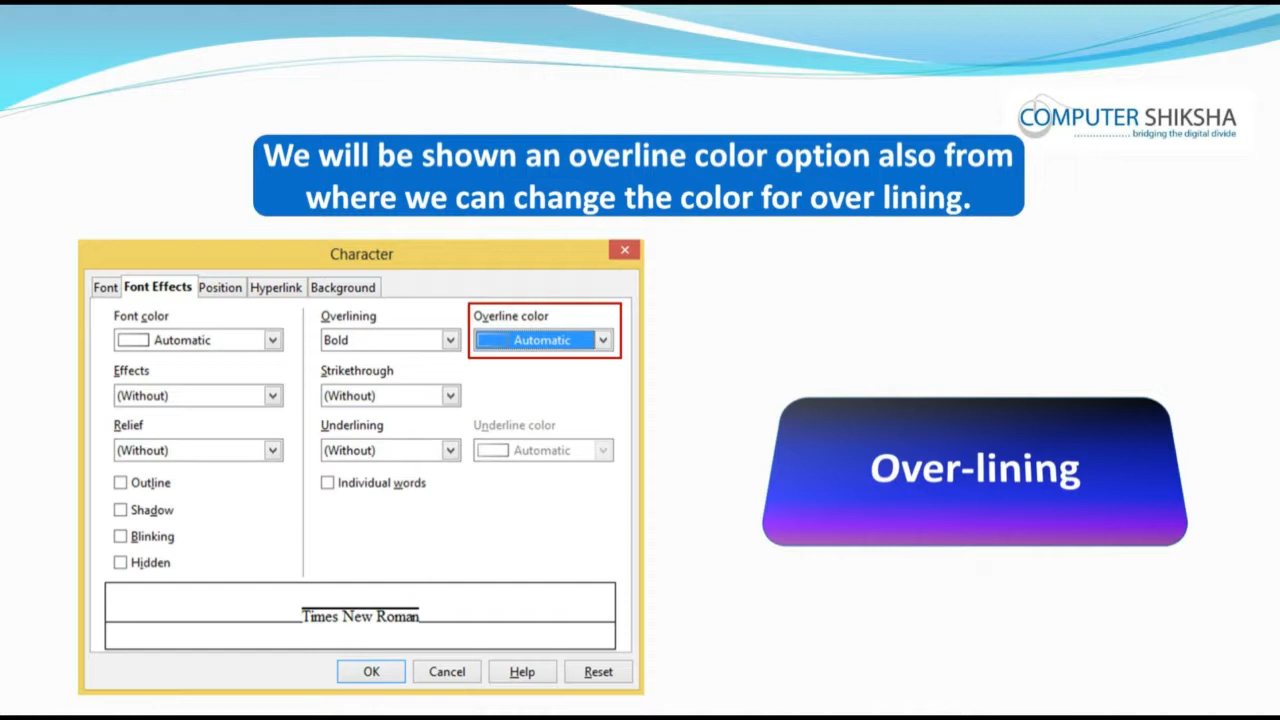 COMPUTER SHIKSHA
bridging the digital divide
We will be shown an overline color option also from
where we can change the color for over lining.
Character
Font Font Effects Position Hyperlink Background
Font color Overlining Overline color
Automatic Bold Automatic
Effects Strikethrough
(Without) (Without)
Relief Underlining Underline color
(Without) (Without) Automatic
Outline Individual words
Shadow
Blinking
Hidden
Times New Roman
OK Cancel Help Reset
Over-lining